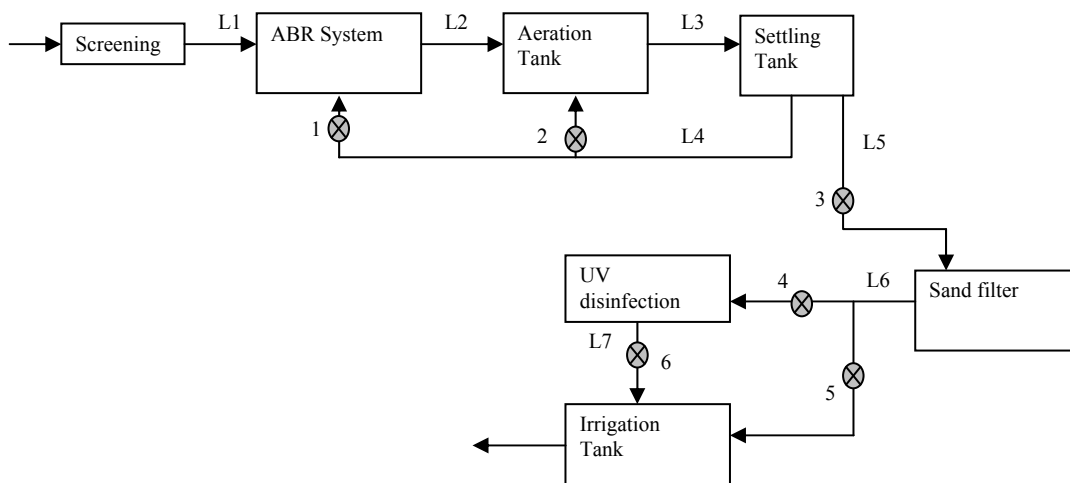 L1
L2
L3
Screening
ABR System
Aeration
Tank
Settling
Tank
1
2
L4
L5
3
UV
disinfection
4
L6
Sand filter
L7
6
5
Irrigation
Tank